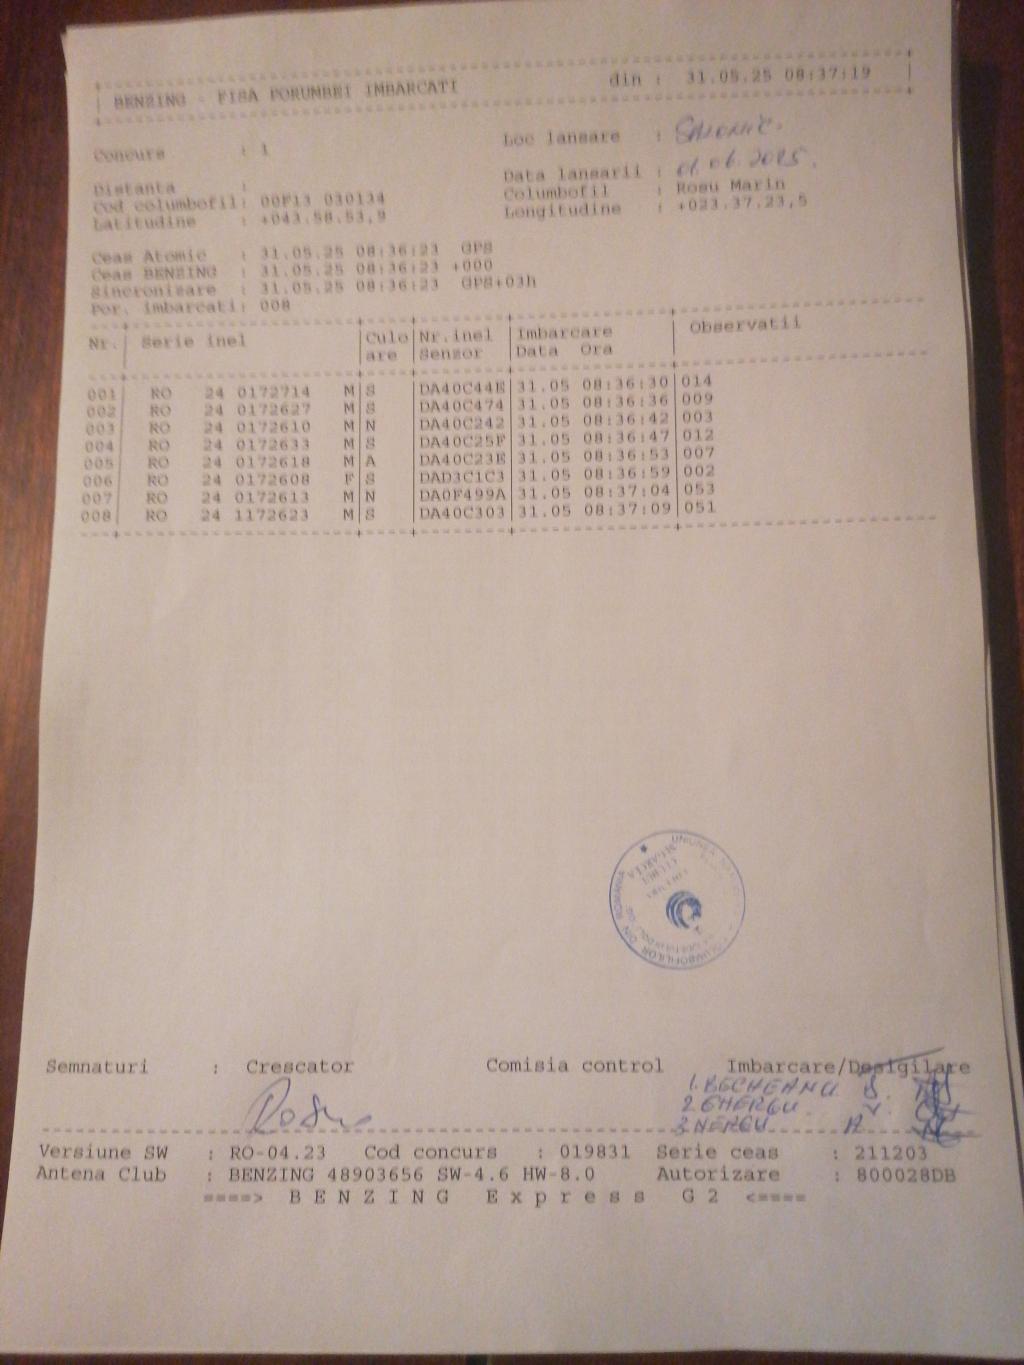 BENZING - FISA PORUMBEI IMBARCATI din : 31.05.25 08:37:19
Concurs : 1 Loc lansare :
Distanta : Data lansarii : 01.06.2025.
Cod columbofil: 00F13 030134 Columbofil : Rosu Marin
Latitudine : +043.58.53,9 Longitudine : +023.37.23,5
Ceas Atomic : 31.05.25 08:36:23 GPS
Ceas BENZING : 31.05.25 08:36:23 +000
Sincronizare : 31.05.25 08:36:23 GPS+03h
Por. imbarcati: 008
Nr. Serie inel Culo Nr.inel Imbarcare Observatii
are Senzor Data Ora
001 RO 24 0172714 M S DA40C44E 31.05 08:36:30 014
002 RO 24 0172627 M S DA40C474 31.05 08:36:36 009
003 RO 24 0172610 M N DA40C242 31.05 08:36:42 003
004 RO 24 0172633 M S DA40C25F 31.05 08:36:47 012
005 RO 24 0172618 M A DA40C23E 31.05 08:36:53 007
006 RO 24 0172608 F S DAD3C1C3 31.05 08:36:59 002
007 RO 24 0172613 M N DA0F499A 31.05 08:37:04 053
008 RO 24 1172623 M S DA40C303 31.05 08:37:09 051
UNIUNEA COLUMBOFILILOR DIN ROMANIA
Semnaturi : Crescator Comisia control Imbarcare/Desigilare
1. BECHEANU
2. GHERGU
3. NERGU
Versiune SW : RO-04.23 Cod concurs : 019831 Serie ceas : 211203
Antena Club : BENZING 48903656 SW-4.6 HW-8.0 Autorizare : 800028DB
====> B E N Z I N G E x p r e s s G 2 <====